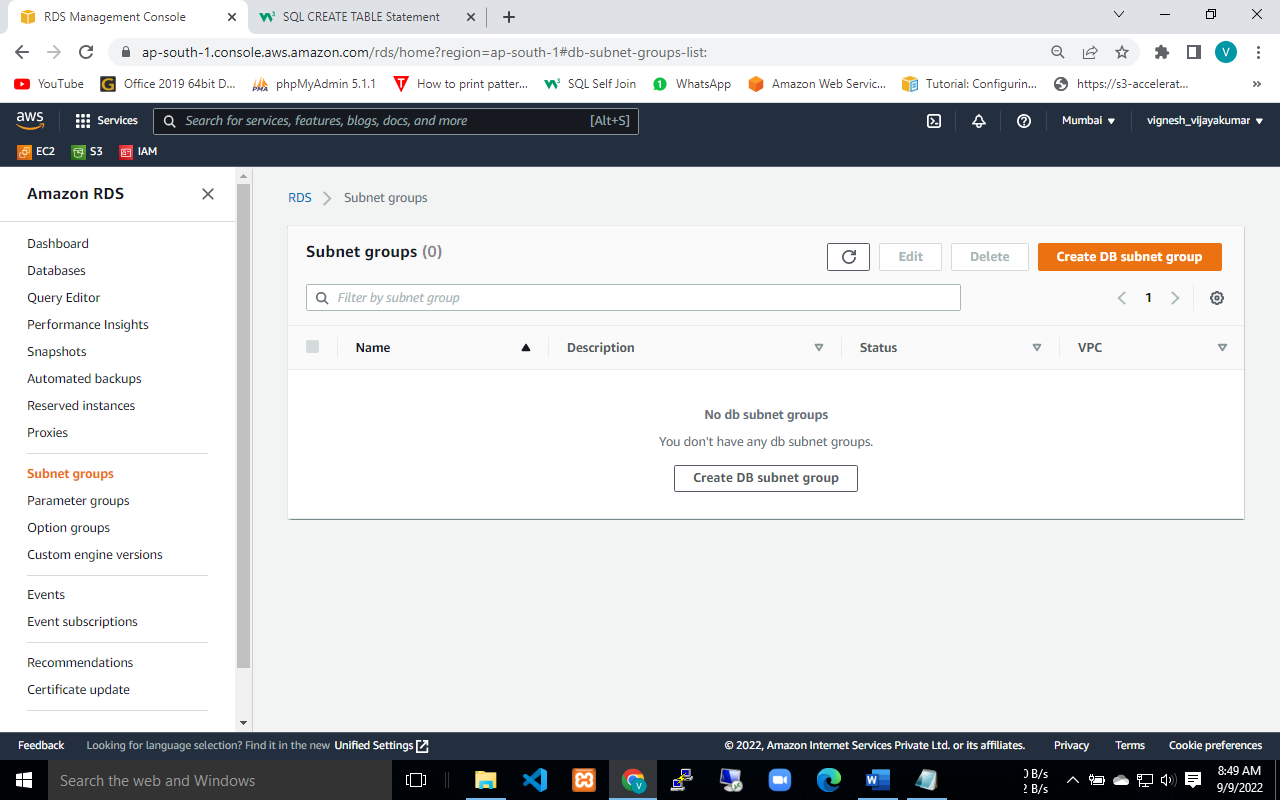 RDS Management Console
SQL CREATE TABLE Statement
ap-south-1.console.aws.amazon.com/rds/home?region=ap-south-1#db-subnet-groups-list:
V
YouTube
Office 2019 64bit D...
phpMyAdmin 5.1.1
How to print patter...
SQL Self Join
1
WhatsApp
Amazon Web Servic...
Tutorial: Configurin...
https://s3-accelerat...
»
aws
Services
Search for services, features, blogs, docs, and more
[Alt+S]
Mumbai
vignesh_vijayakumar
EC2
S3
IAM
Amazon RDS
Dashboard
Databases
Query Editor
Performance Insights
Snapshots
Automated backups
Reserved instances
Proxies
Subnet groups
Parameter groups
Option groups
Custom engine versions
Events
Event subscriptions
Recommendations
Certificate update
RDS
Subnet groups
Subnet groups (0)
Edit
Delete
Create DB subnet group
Filter by subnet group
1
Name
Description
Status
VPC
No db subnet groups
You don't have any db subnet groups.
Create DB subnet group
Feedback
Looking for language selection? Find it in the new Unified Settings
© 2022, Amazon Internet Services Private Ltd. or its affiliates.
Privacy
Terms
Cookie preferences
Search the web and Windows
B/s
B/s
8:49 AM
9/9/2022